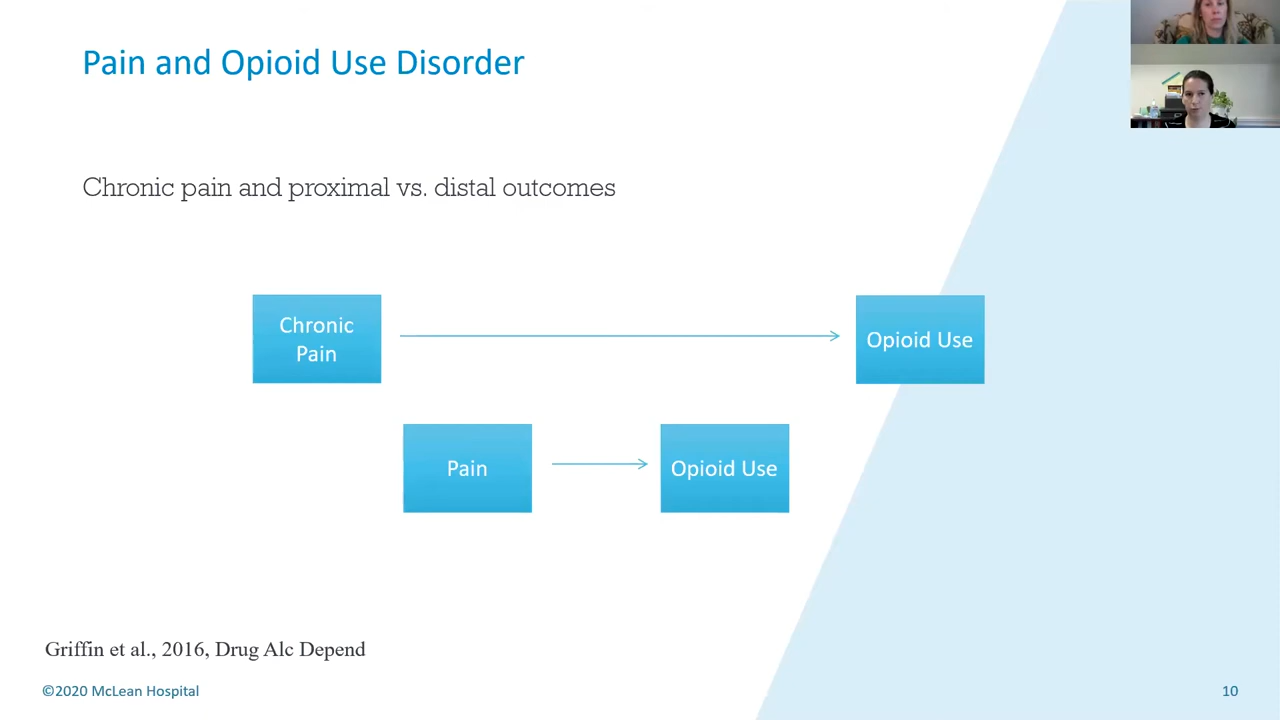 Pain and Opioid Use Disorder
Chronic pain and proximal vs. distal outcomes
Chronic
Pain
Opioid Use
Pain
Opioid Use
Griffin et al., 2016, Drug Alc Depend
©2020 McLean Hospital
10